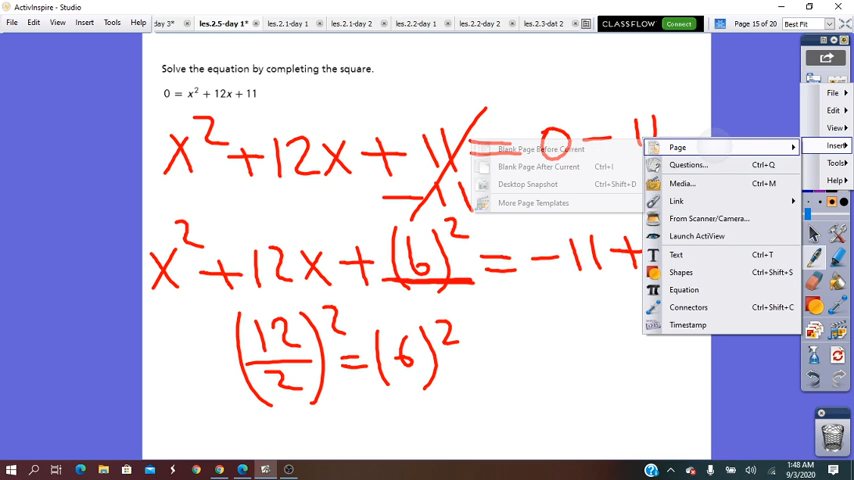 ActivInspire - Studio
File Edit View Insert Tools Help day 3* les.2.5-day 1* les.2.1-day 1 les.2.1-day 2 les.2.2-day 1 les.2.2-day 2 les.2.3-dat 2 CLASSFLOW Connect Page 15 of 20 Best Fit
Solve the equation by completing the square.
0 = x² + 12x + 11
x² + 12x + 11 = 0 - 11
- 11
x² + 12x + (6)² = -11 +
(12/2)² = (6)²
Blank Page Before Current
Blank Page After Current Ctrl+I
Desktop Snapshot Ctrl+Shift+D
More Page Templates
Page
Questions... Ctrl+Q
Media... Ctrl+M
Link
From Scanner/Camera...
Launch ActiView
Text Ctrl+T
Shapes Ctrl+Shift+S
Equation
Connectors Ctrl+Shift+C
Timestamp
File
Edit
View
Insert
Tools
Help
1:48 AM
9/3/2020